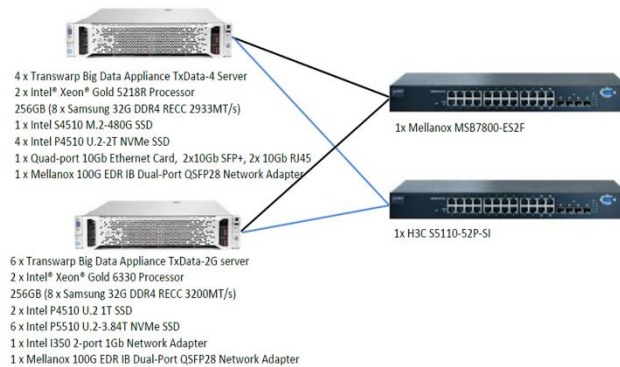 4 x Transwarp Big Data Appliance TxData-4 Server
2 x Intel® Xeon® Gold 5218R Processor
256GB (8 x Samsung 32G DDR4 RECC 2933MT/s)
1 x Intel S4510 M.2-480G SSD
4 x Intel P4510 U.2-2T NVMe SSD
1 x Quad-port 10Gb Ethernet Card, 2x10Gb SFP+, 2x 10Gb RJ45
1 x Mellanox 100G EDR IB Dual-Port QSFP28 Network Adapter
1x Mellanox MSB7800-ES2F
1x H3C S5110-52P-SI
6 x Transwarp Big Data Appliance TxData-2G server
2 x Intel® Xeon® Gold 6330 Processor
256GB (8 x Samsung 32G DDR4 RECC 3200MT/s)
2 x Intel P4510 U.2 1T SSD
6 x Intel P5510 U.2-3.84T NVMe SSD
1 x Intel I350 2-port 1Gb Network Adapter
1 x Mellanox 100G EDR IB Dual-Port QSFP28 Network Adapter